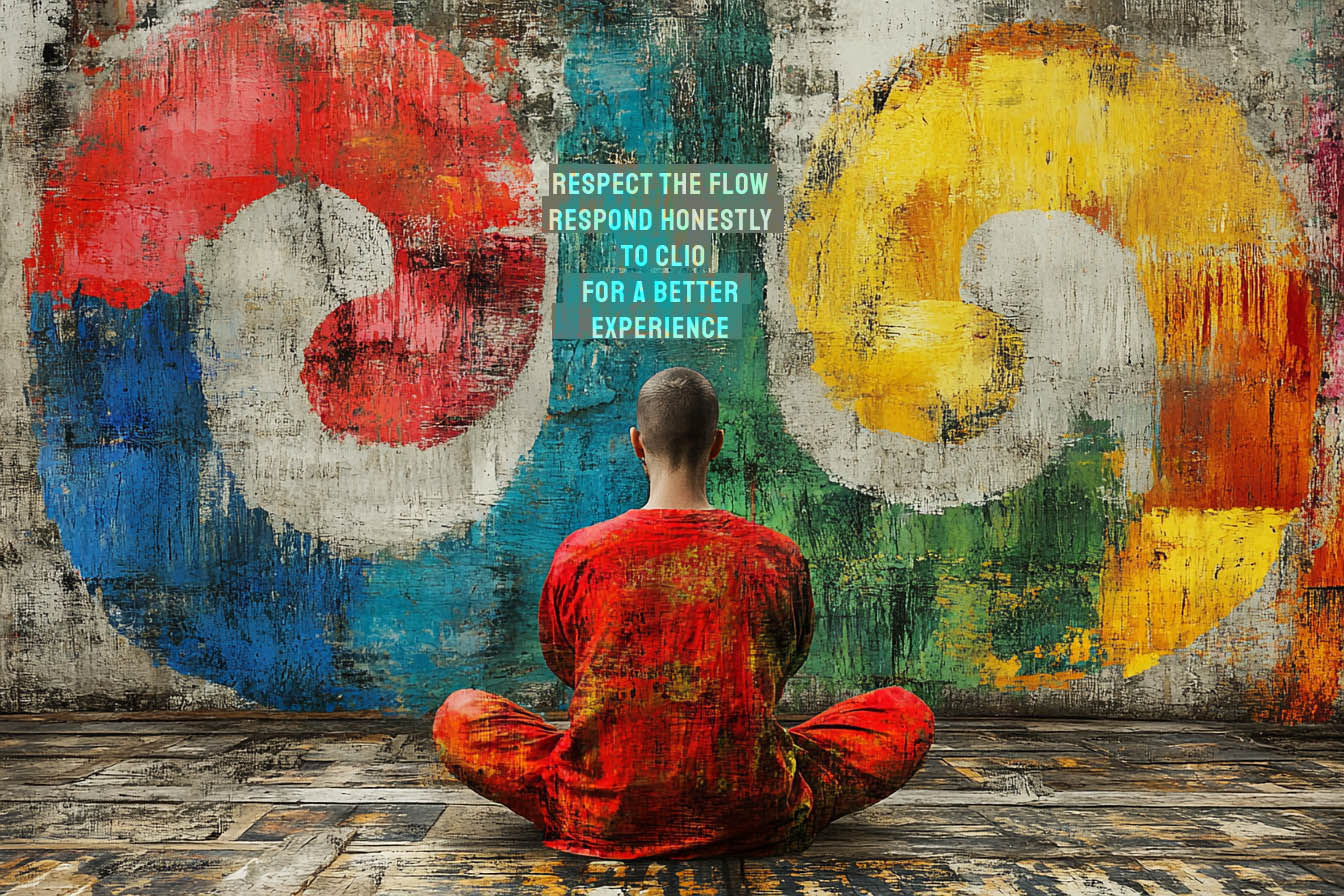 RESPECT THE FLOW
RESPOND HONESTLY
TO CLIO
FOR A BETTER
EXPERIENCE